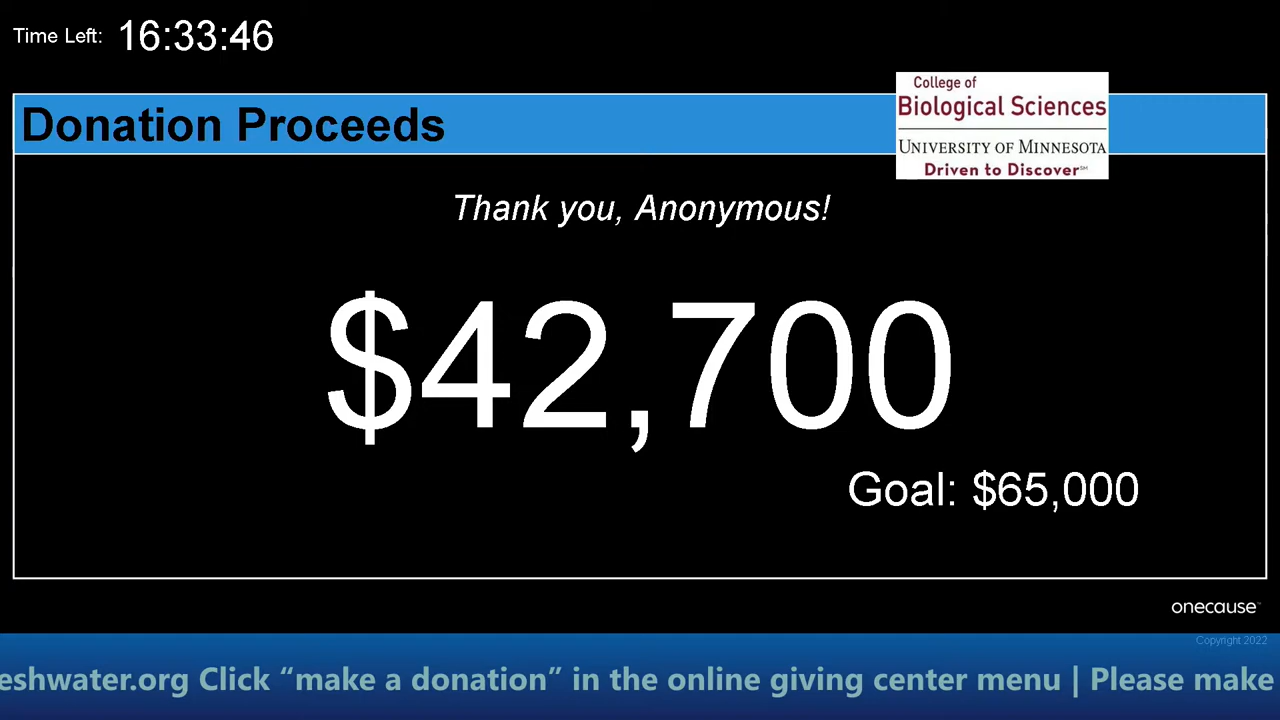 Time Left: 16:33:46
Donation Proceeds
College of
Biological Sciences
UNIVERSITY OF MINNESOTA
Driven to Discover℠
Thank you, Anonymous!
$42,700
Goal: $65,000
onecause™
Copyright 2022
eshwater.org Click “make a donation” in the online giving center menu | Please make